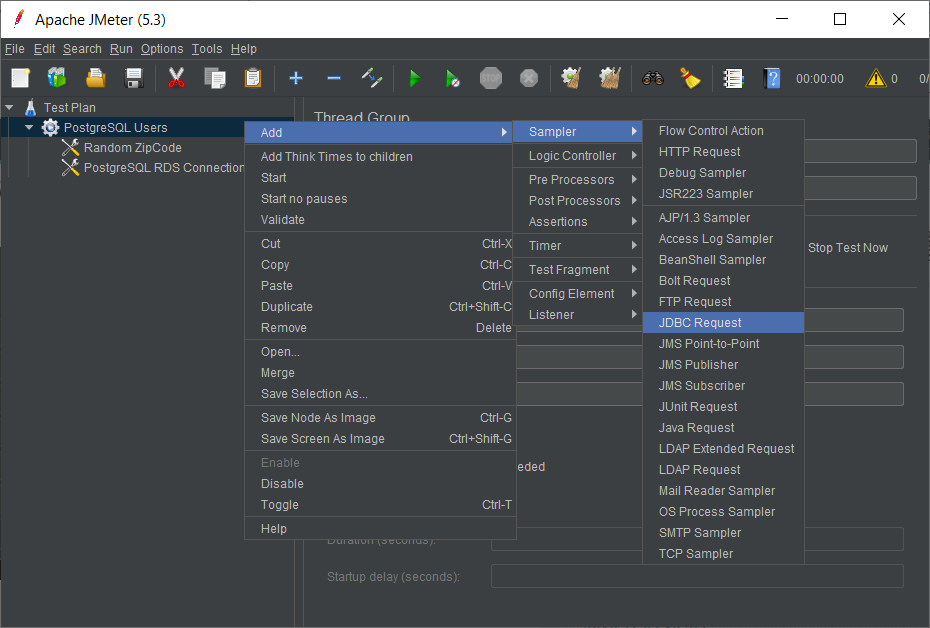 Apache JMeter (5.3)
File Edit Search Run Options Tools Help
STOP
00:00:00 0 0/
Test Plan
PostgreSQL Users
Random ZipCode
PostgreSQL RDS Connection
Thread Group
Add
Add Think Times to children
Start
Start no pauses
Validate
Cut Ctrl-X
Copy Ctrl-C
Paste Ctrl-V
Duplicate Ctrl+Shift-C
Remove Delete
Open...
Merge
Save Selection As...
Save Node As Image Ctrl-G
Save Screen As Image Ctrl+Shift-G
Enable
Disable
Toggle Ctrl-T
Help
Sampler
Logic Controller
Pre Processors
Post Processors
Assertions
Timer
Test Fragment
Config Element
Listener
Flow Control Action
HTTP Request
Debug Sampler
JSR223 Sampler
AJP/1.3 Sampler
Access Log Sampler
BeanShell Sampler
Bolt Request
FTP Request
JDBC Request
JMS Point-to-Point
JMS Publisher
JMS Subscriber
JUnit Request
Java Request
LDAP Extended Request
LDAP Request
Mail Reader Sampler
OS Process Sampler
SMTP Sampler
TCP Sampler
Stop Test Now
eded
Duration (seconds):
Startup delay (seconds):